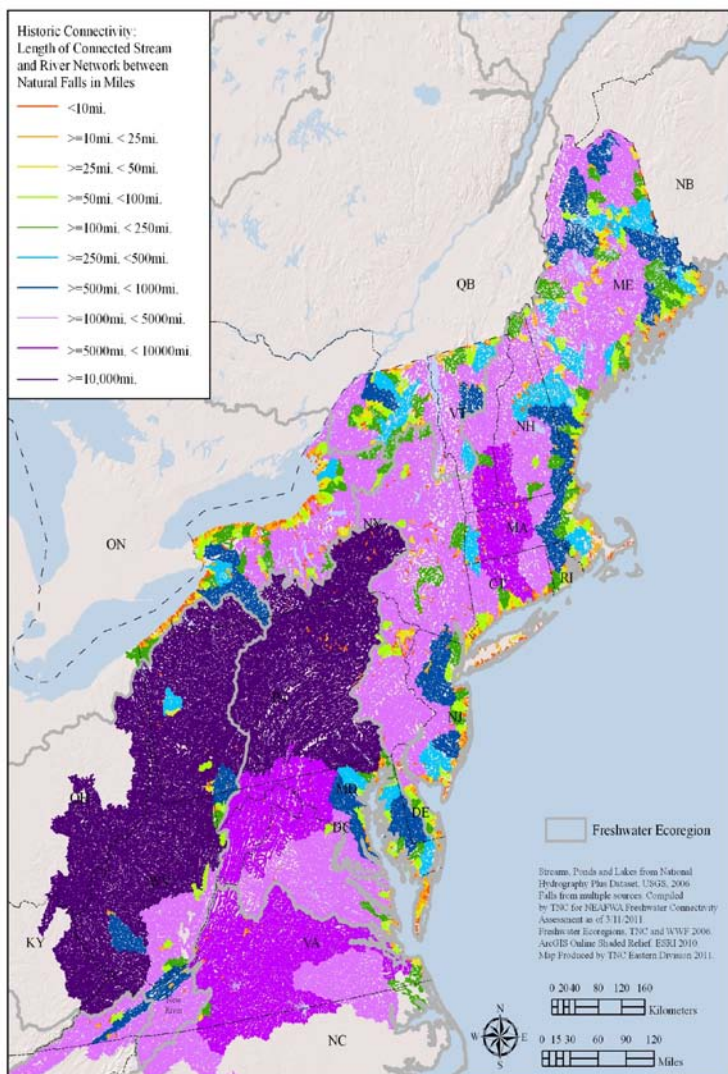 Historic Connectivity:
Length of Connected Stream
and River Network between
Natural Falls in Miles
<10mi.
>=10mi. < 25mi.
>=25mi. < 50mi.
>=50mi. <100mi.
>=100mi. < 250mi.
>=250mi. <500mi.
>=500mi. < 1000mi.
>=1000mi. < 5000mi.
>=5000mi. < 10000mi.
>=10,000mi.
NB
QB
ME
VT
NH
ON
NY
MA
CT
RI
NJ
OH
MD
DE
DC
KY
VA
New
River
NC
Freshwater Ecoregion
Streams, Ponds and Lakes from National
Hydrography Plus Dataset, USGS, 2006
Falls from multiple sources. Compiled
by TNC for NEAFWA Freshwater Connectivity
Assessment as of 3/11/2011
Freshwater Ecoregions, TNC and WWF 2006.
ArcGIS Online Shaded Relief, ESRI 2010.
Map Produced by TNC Eastern Division 2011.
N
W E
S
0 20 40 80 120 160
Kilometers
0 15 30 60 90 120
Miles